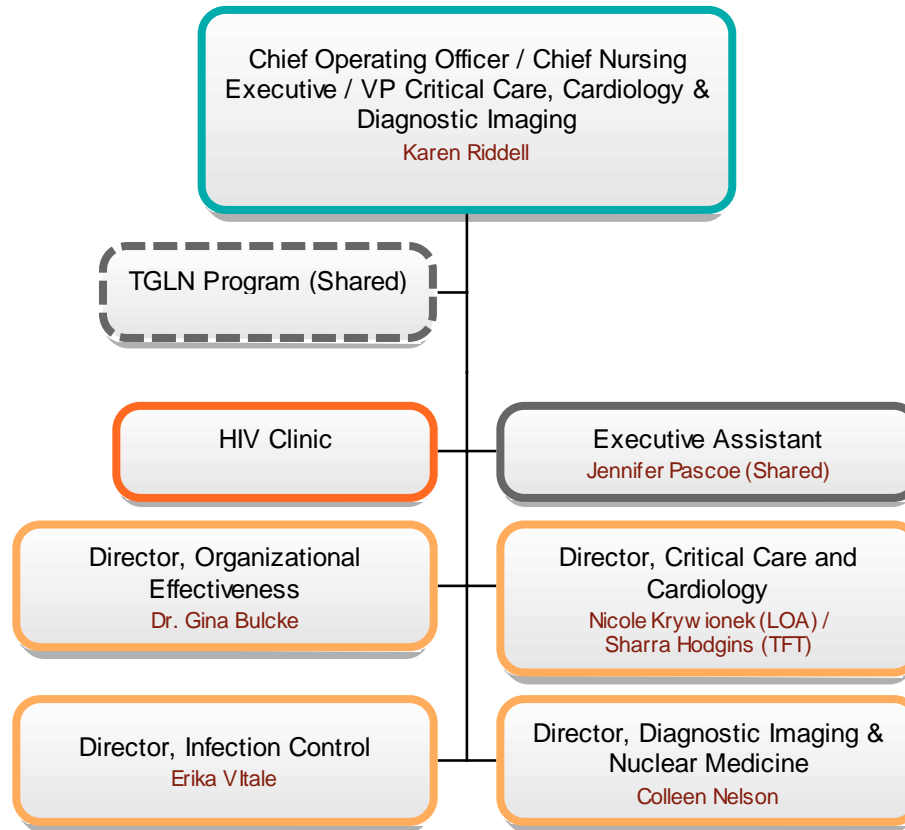 Chief Operating Officer / Chief Nursing
Executive / VP Critical Care, Cardiology &
Diagnostic Imaging
Karen Riddell
TGLN Program (Shared)
HIV Clinic
Executive Assistant
Jennifer Pascoe (Shared)
Director, Organizational
Effectiveness
Dr. Gina Bulcke
Director, Critical Care and
Cardiology
Nicole Krywionek (LOA) /
Sharra Hodgins (TFT)
Director, Infection Control
Erika VItale
Director, Diagnostic Imaging &
Nuclear Medicine
Colleen Nelson